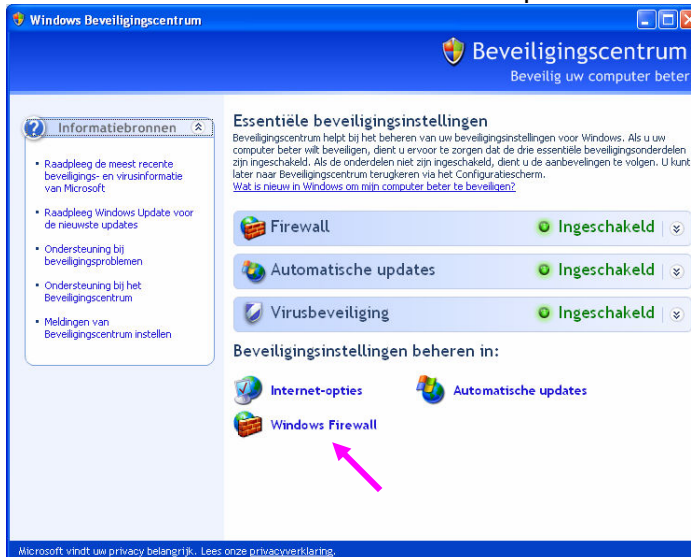 Windows Beveiligingscentrum
Beveiligingscentrum
Beveilig uw computer beter
Informatiebronnen
Raadpleeg de meest recente
beveiligings- en virusinformatie
van Microsoft
Raadpleeg Windows Update voor
de nieuwste updates
Ondersteuning bij
beveiligingsproblemen
Ondersteuning bij het
Beveiligingscentrum
Meldingen van
Beveiligingscentrum instellen
Essentiële beveiligingsinstellingen
Beveiligingscentrum helpt bij het beheren van uw beveiligingsinstellingen voor Windows. Als u uw
computer beter wilt beveiligen, dient u ervoor te zorgen dat de drie essentiële beveiligingsonderdelen
zijn ingeschakeld. Als de onderdelen niet zijn ingeschakeld, dient u de aanbevelingen te volgen. U kunt
later naar Beveiligingscentrum terugkeren via het Configuratiescherm.
Wat is nieuw in Windows om mijn computer beter te beveiligen?
Firewall Ingeschakeld
Automatische updates Ingeschakeld
Virusbeveiliging Ingeschakeld
Beveiligingsinstellingen beheren in:
Internet-opties Automatische updates
Windows Firewall
Microsoft vindt uw privacy belangrijk. Lees onze privacyverklaring.